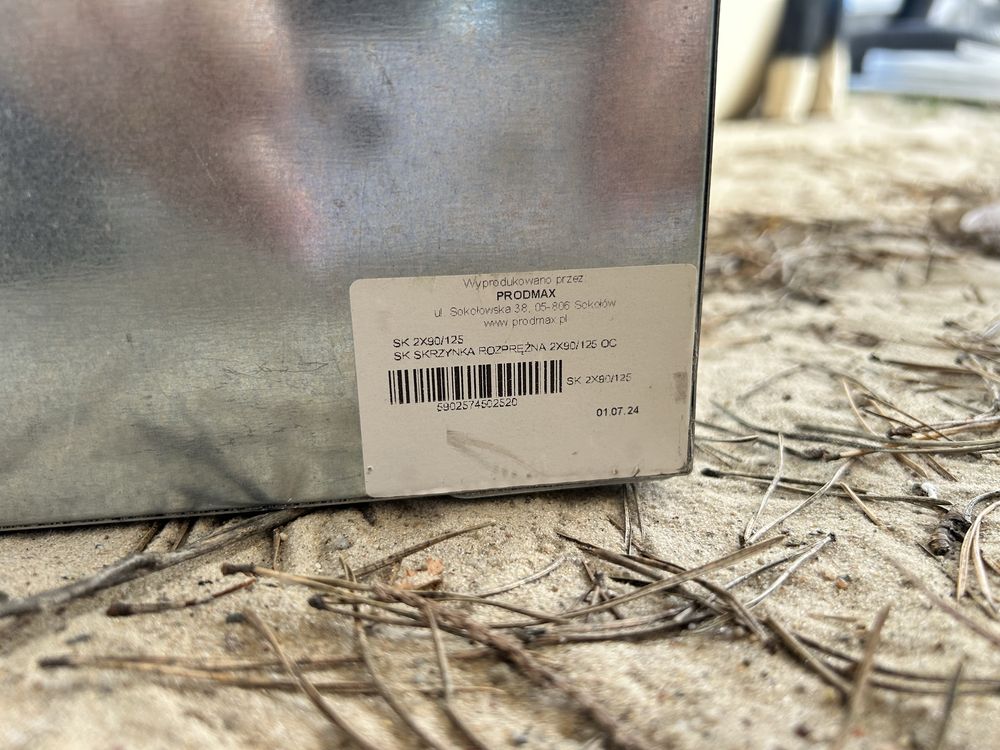 Wyprodukowano przez
PRODMAX
ul. Sokołowska 38, 05-806 Sokołów
www.prodmax.pl
SK 2X90/125
SK SKRZYNKA ROZPRĘŻNA 2X90/125 OC
SK 2X90/125
5902574502520
01.07.24